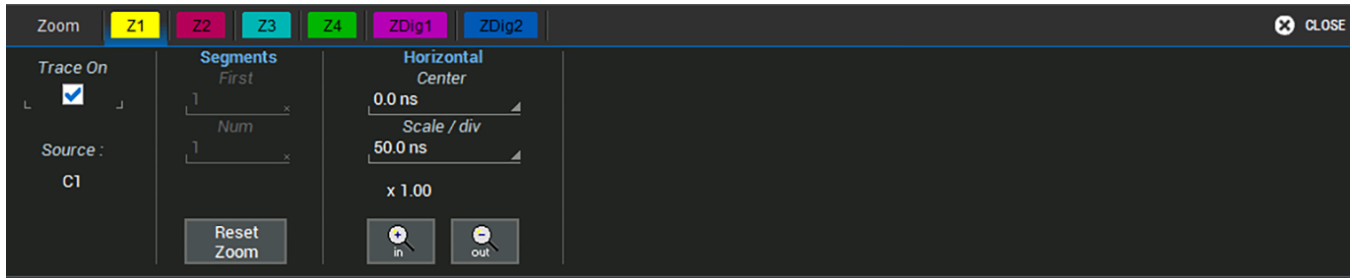 Zoom Z1 Z2 Z3 Z4 ZDig1 ZDig2 CLOSE
Trace On
Source :
C1
Segments
First
1
Num
1
Reset
Zoom
Horizontal
Center
0.0 ns
Scale / div
50.0 ns
x 1.00
in out